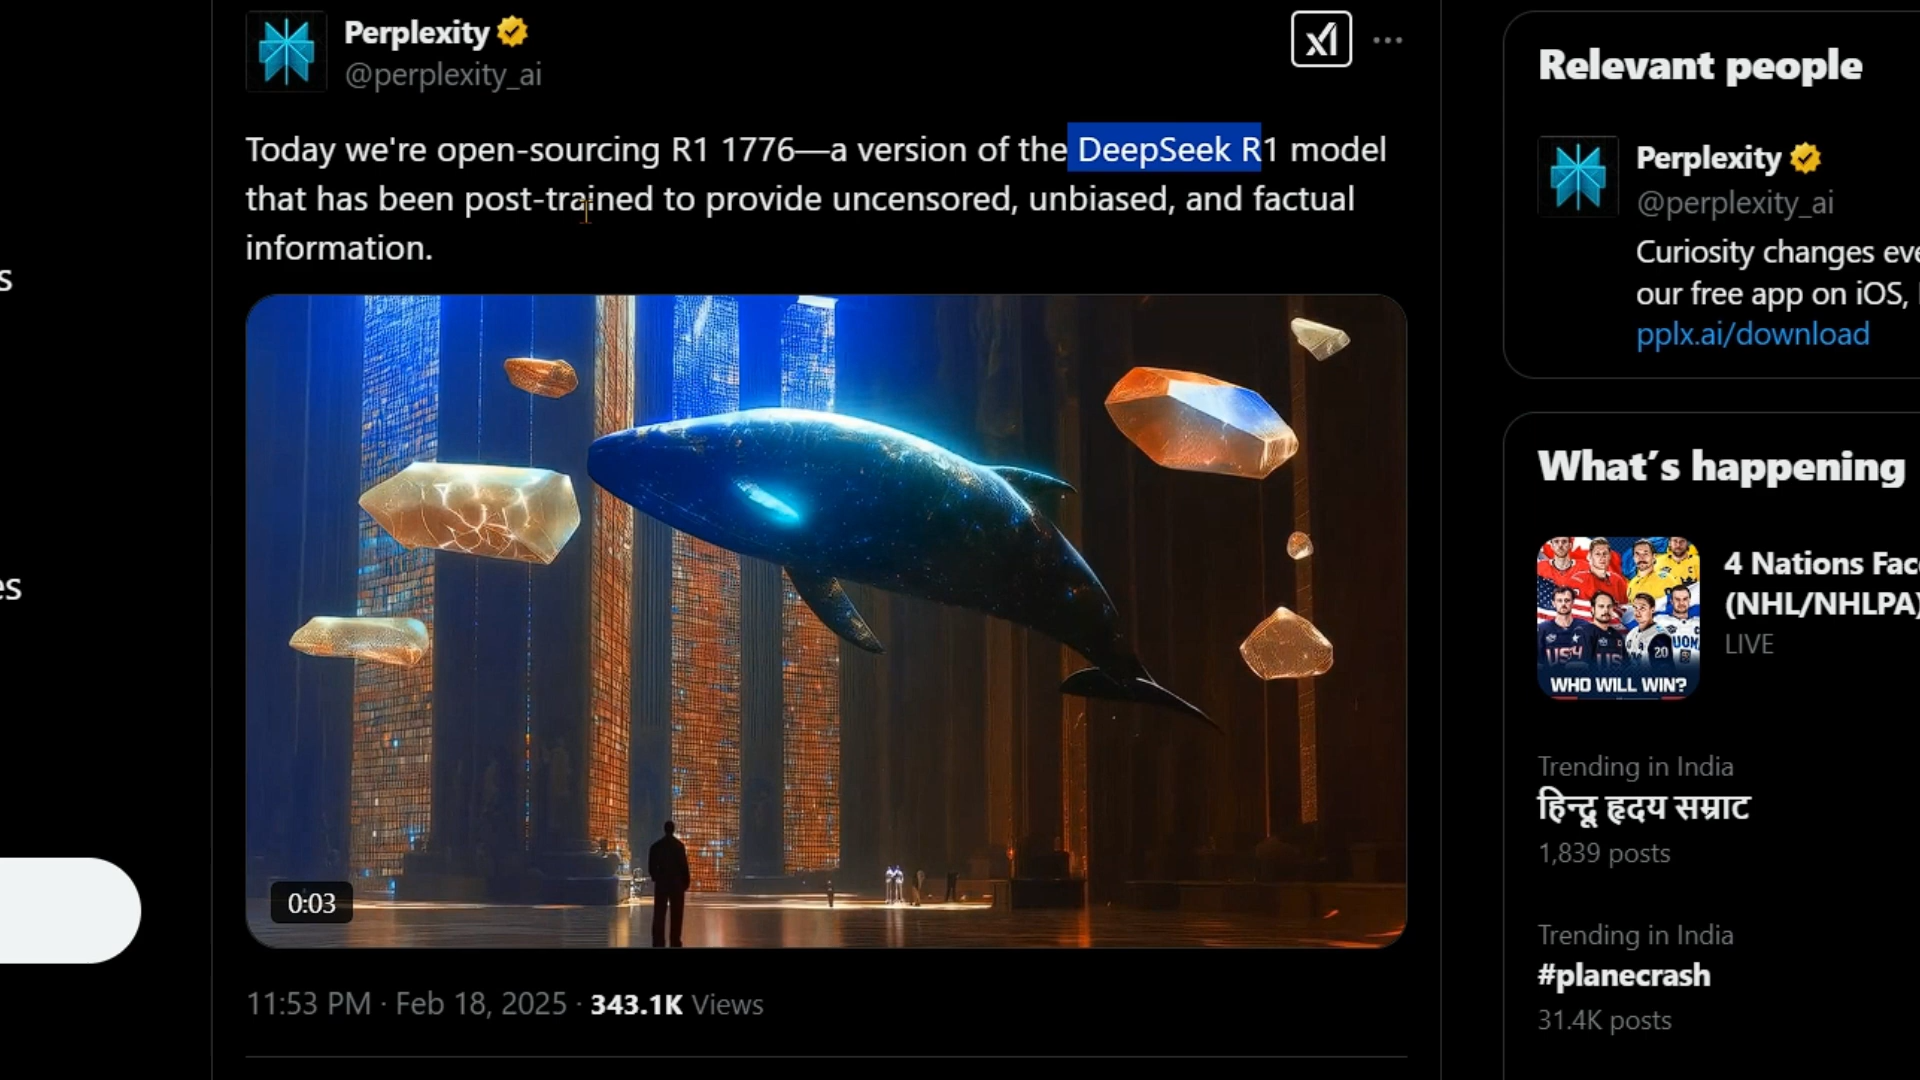 Perplexity
@perplexity_ai
Today we're open-sourcing R1 1776—a version of the DeepSeek R1 model
that has been post-trained to provide uncensored, unbiased, and factual
information.
0:03
11:53 PM · Feb 18, 2025 · 343.1K Views
s
es
Relevant people
Perplexity
@perplexity_ai
Curiosity changes eve
our free app on iOS,
pplx.ai/download
What's happening
WHO WILL WIN?
4 Nations Fac
(NHL/NHLPA)
LIVE
Trending in India
हिन्दू हृदय सम्राट
1,839 posts
Trending in India
#planecrash
31.4K posts